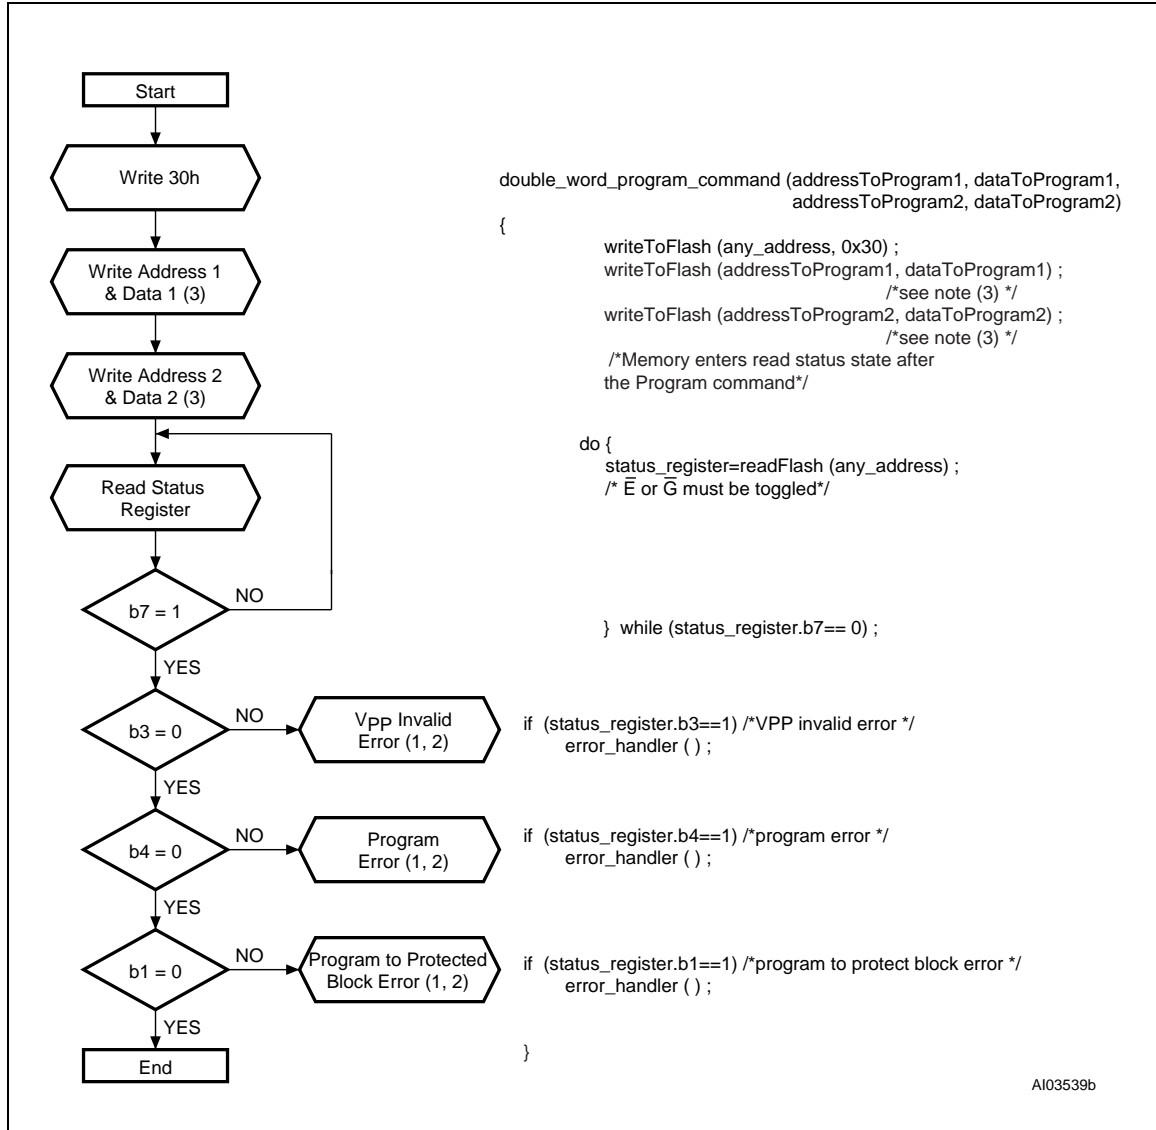 Start
Write 30h
Write Address 1
& Data 1 (3)
Write Address 2
& Data 2 (3)
Read Status
Register
b7 = 1
NO
YES
b3 = 0
NO
VPP Invalid
Error (1, 2)
YES
b4 = 0
NO
Program
Error (1, 2)
YES
b1 = 0
NO
Program to Protected
Block Error (1, 2)
YES
End
double_word_program_command (addressToProgram1, dataToProgram1,
addressToProgram2, dataToProgram2)
{
writeToFlash (any_address, 0x30) ;
writeToFlash (addressToProgram1, dataToProgram1) ;
/*see note (3) */
writeToFlash (addressToProgram2, dataToProgram2) ;
/*see note (3) */
/*Memory enters read status state after
the Program command*/
do {
status_register=readFlash (any_address) ;
/* E̅ or G̅ must be toggled*/
} while (status_register.b7== 0) ;
if (status_register.b3==1) /*VPP invalid error */
error_handler ( ) ;
if (status_register.b4==1) /*program error */
error_handler ( ) ;
if (status_register.b1==1) /*program to protect block error */
error_handler ( ) ;
}
AI03539b